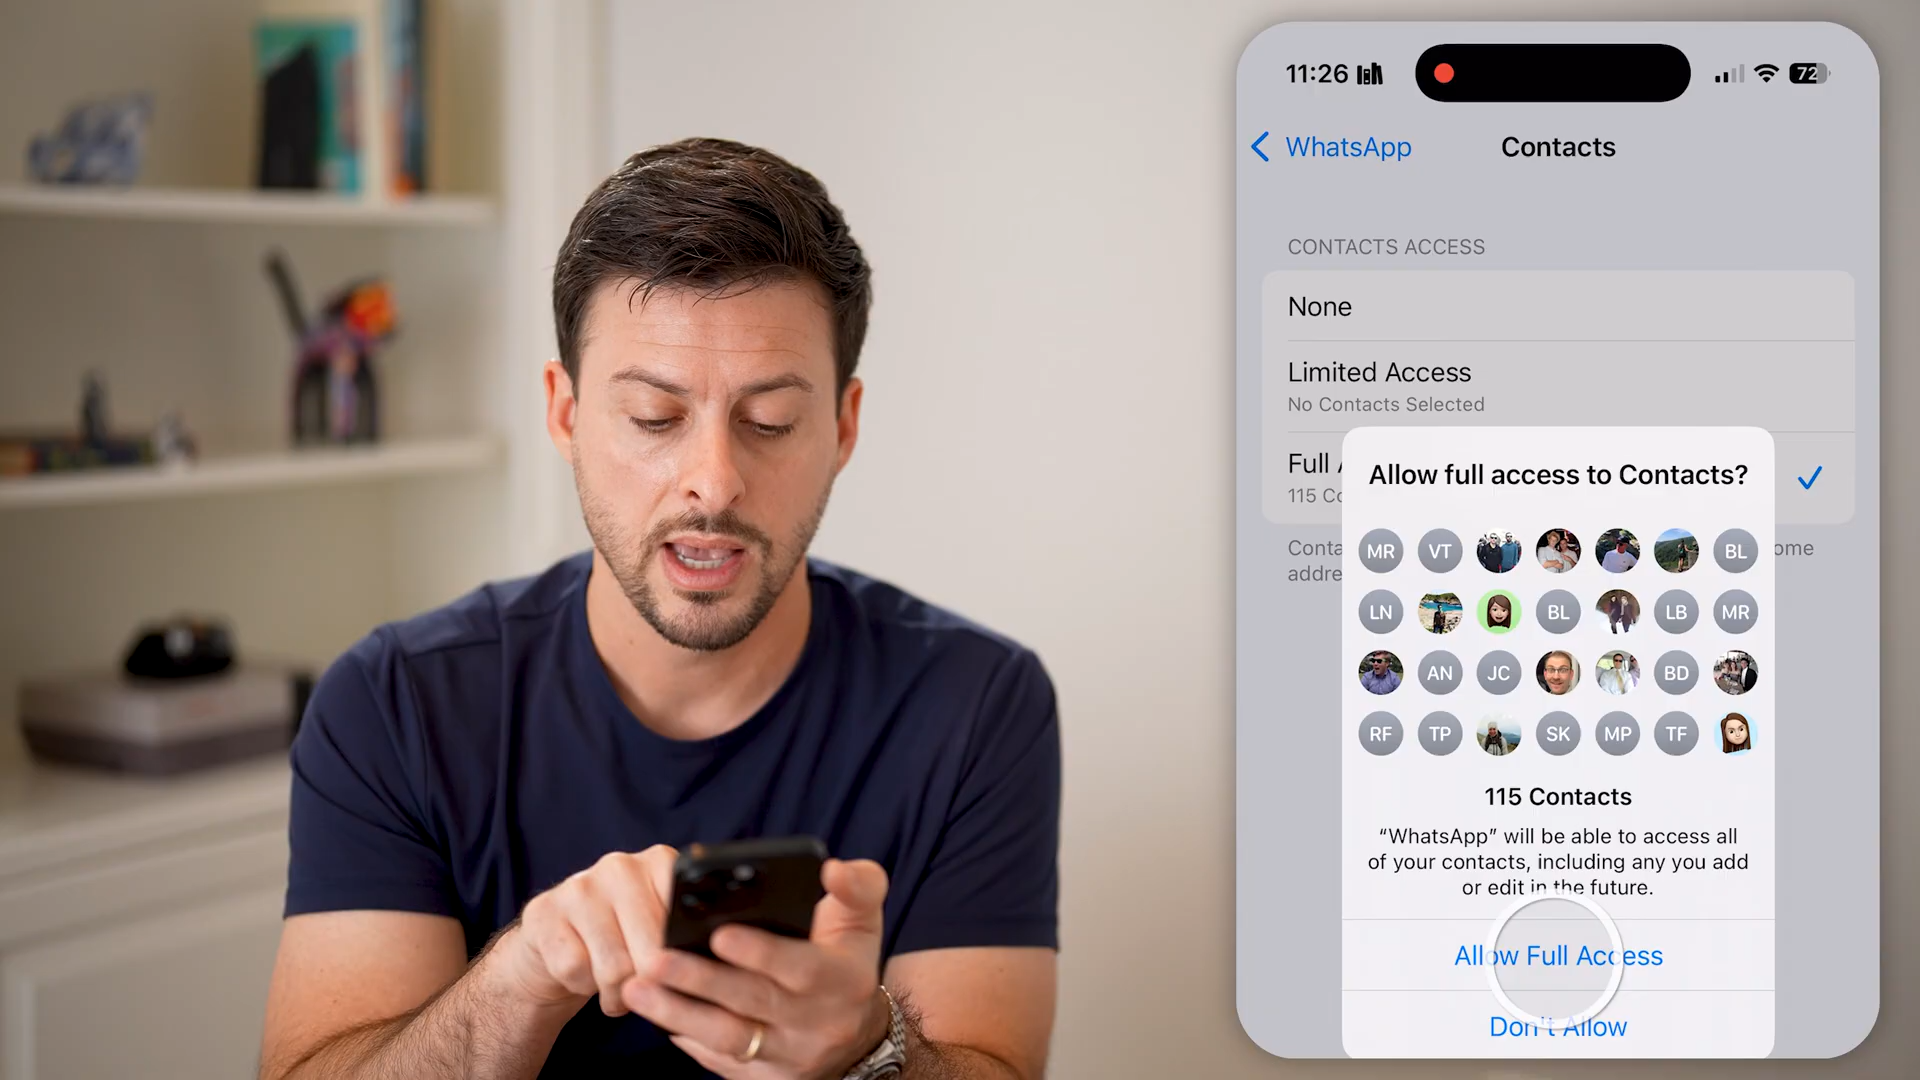 11:26
72
WhatsApp
Contacts
CONTACTS ACCESS
None
Limited Access
No Contacts Selected
Full A
115 Co
Allow full access to Contacts?
Conta
ome
addre
MR VT BL
LN BL LB MR
AN JC BD
RF TP SK MP TF
115 Contacts
“WhatsApp” will be able to access all
of your contacts, including any you add
or edit in the future.
Allow Full Access
Don't Allow